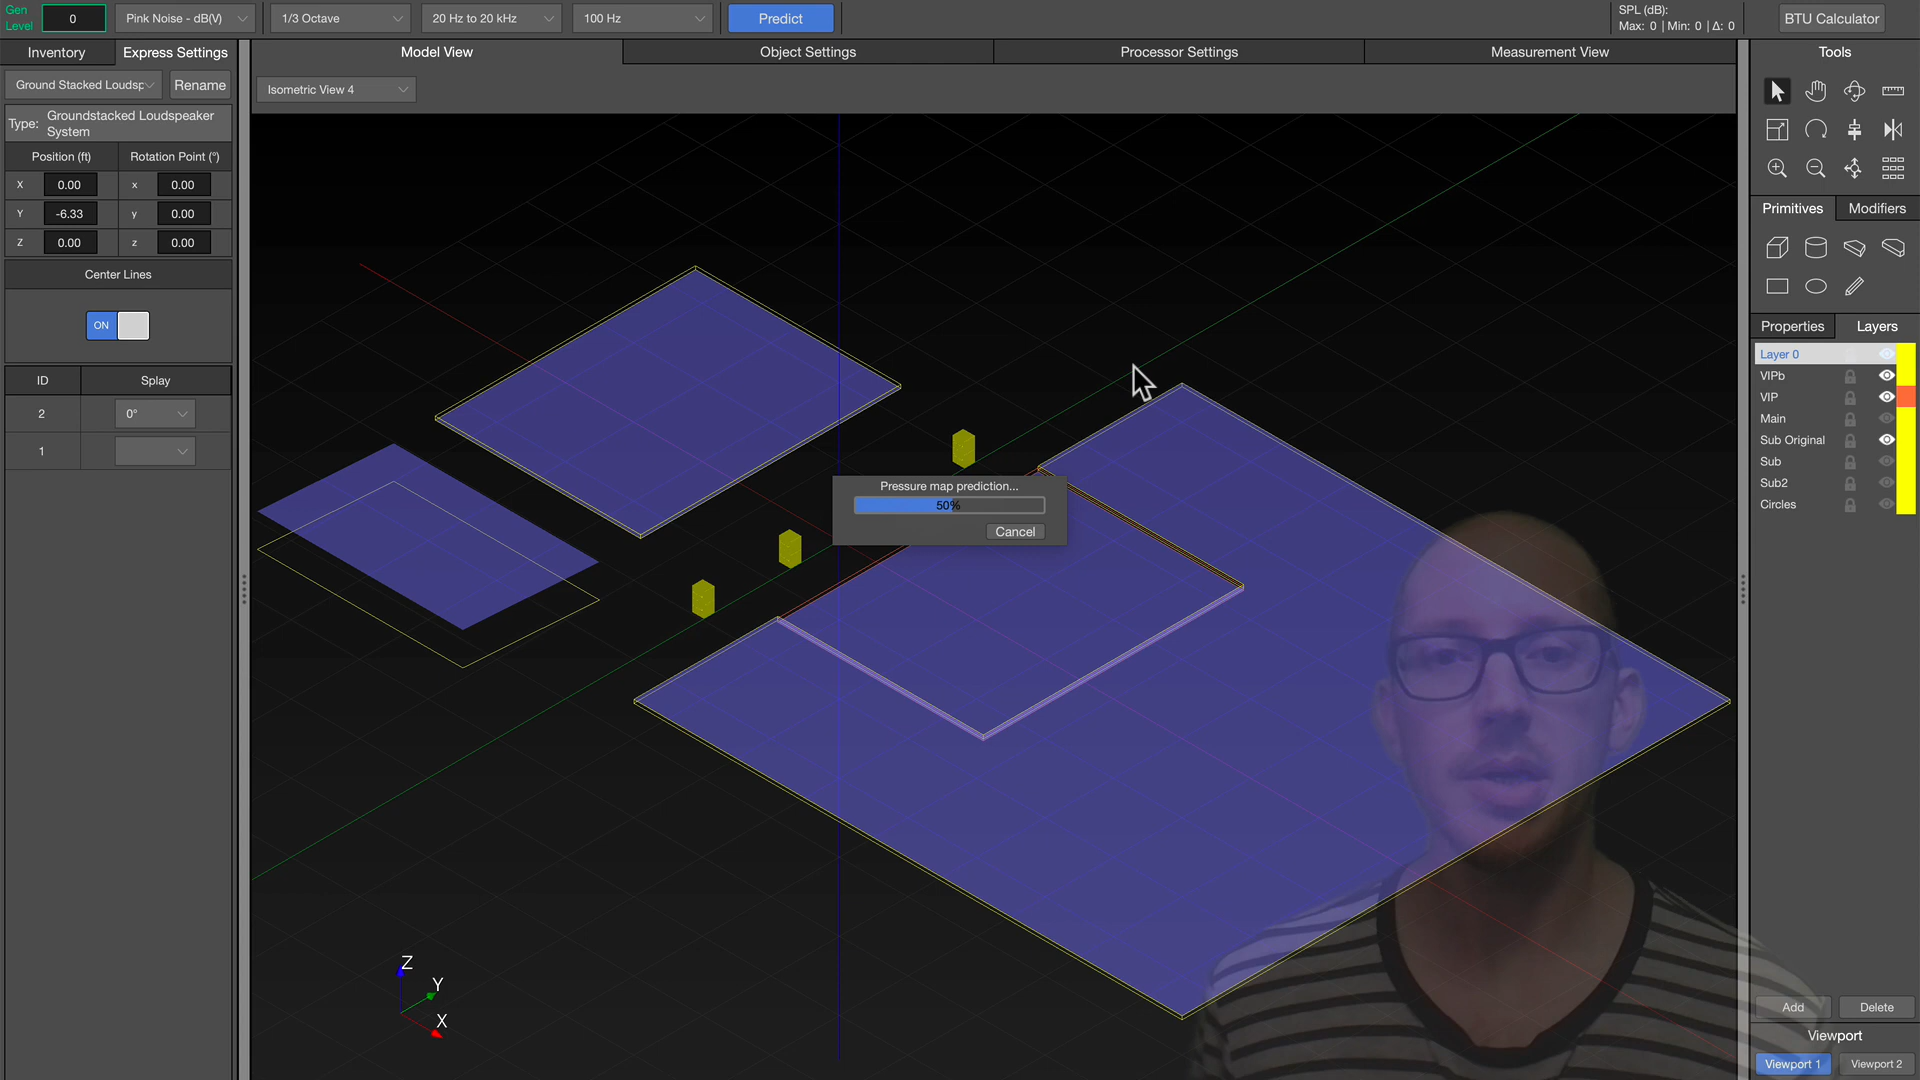 Gen
Level
0
Pink Noise - dB(V)
1/3 Octave
20 Hz to 20 kHz
100 Hz
Predict
SPL (dB):
Max: 0 | Min: 0 | Δ: 0
BTU Calculator
Inventory
Express Settings
Model View
Object Settings
Processor Settings
Measurement View
Tools
Ground Stacked Loudsp
Rename
Isometric View 4
Type:
Groundstacked Loudspeaker
System
Position (ft)
Rotation Point (°)
X
0.00
x
0.00
Y
-6.33
y
0.00
Z
0.00
z
0.00
Center Lines
ON
ID
Splay
2
0°
1
Pressure map prediction...
50%
Cancel
Z
Y
X
Primitives
Modifiers
Properties
Layers
Layer 0
VIPb
VIP
Main
Sub Original
Sub
Sub2
Circles
Add
Delete
Viewport
Viewport 1
Viewport 2